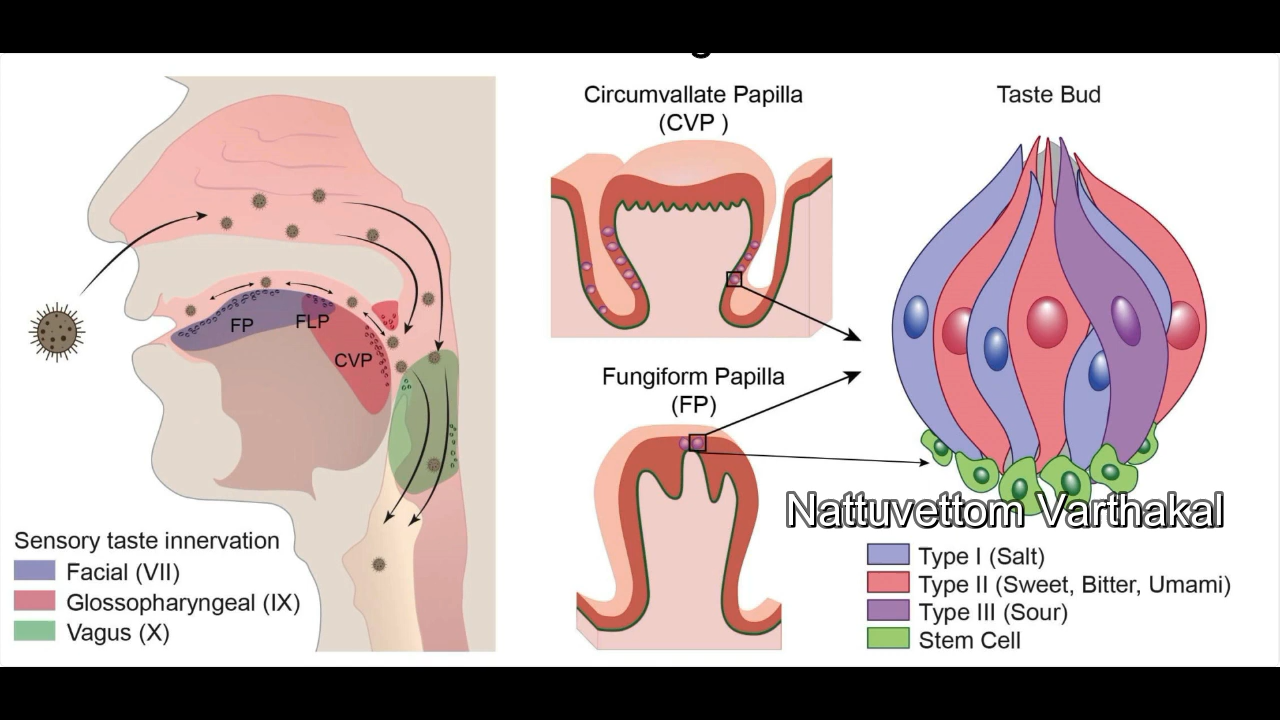 Circumvallate Papilla
(CVP )
Taste Bud
FP
FLP
CVP
Fungiform Papilla
(FP)
Nattuvettom Varthakal
Sensory taste innervation
Facial (VII)
Glossopharyngeal (IX)
Vagus (X)
Type I (Salt)
Type II (Sweet, Bitter, Umami)
Type III (Sour)
Stem Cell